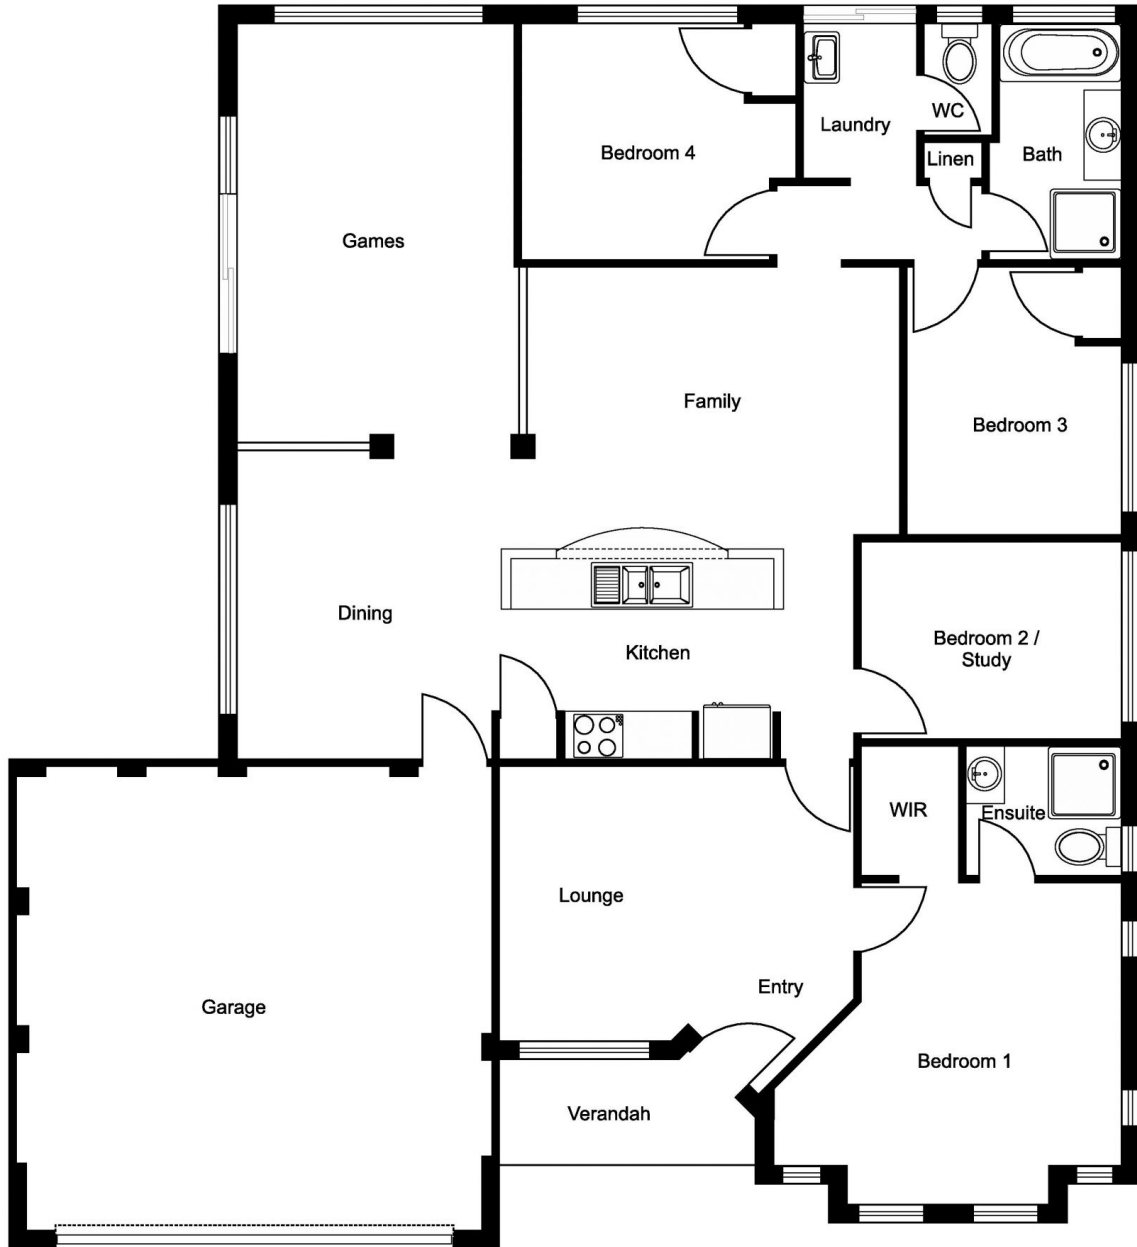 WC
Laundry
Bedroom 4
Linen
Bath
Games
Family
Bedroom 3
Dining
Kitchen
Bedroom 2 /
Study
WIR
Ensuite
Lounge
Entry
Garage
Bedroom 1
Verandah